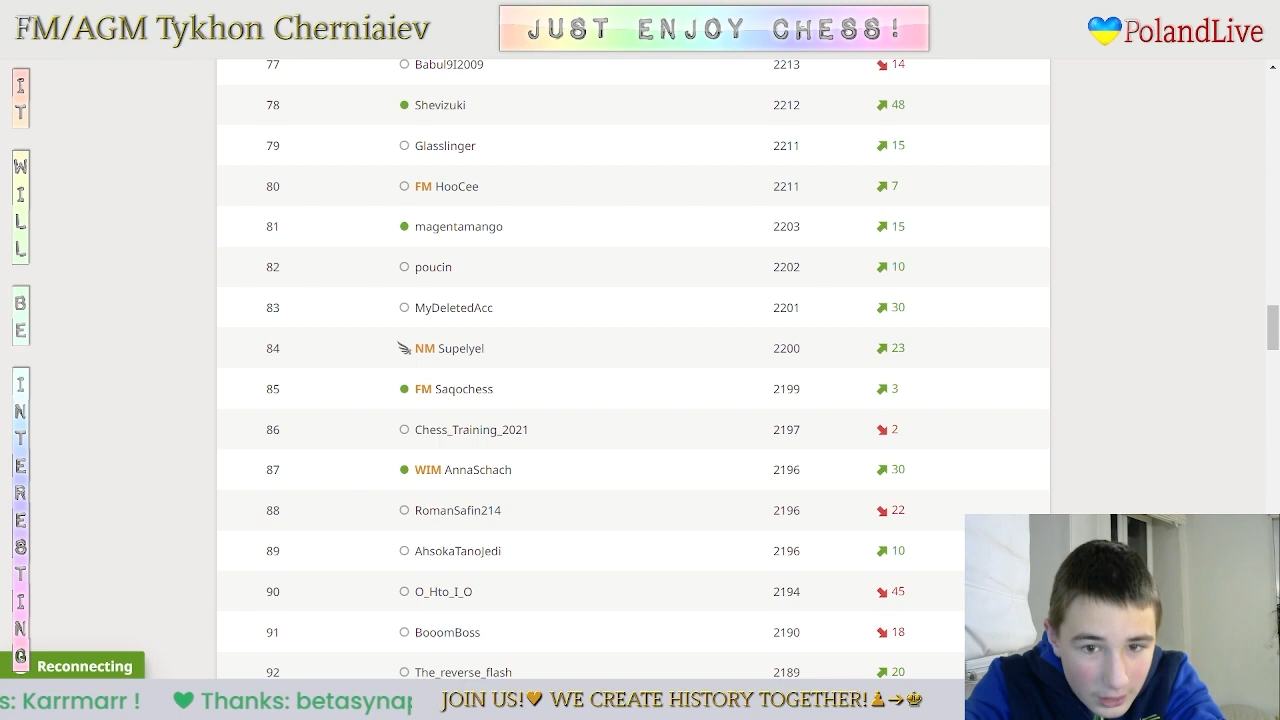 FM/AGM Tykhon Cherniaiev
JUST ENJOY CHESS!
PolandLive
IT
WILL
BE
INTERESTING
77 Babul9I2009 2213 14
78 Shevizuki 2212 48
79 Glasslinger 2211 15
80 FM HooCee 2211 7
81 magentamango 2203 15
82 poucin 2202 10
83 MyDeletedAcc 2201 30
84 NM Supelyel 2200 23
85 FM Saqochess 2199 3
86 Chess_Training_2021 2197 2
87 WIM AnnaSchach 2196 30
88 RomanSafin214 2196 22
89 AhsokaTanoJedi 2196 10
90 O_Hto_I_O 2194 45
91 BooomBoss 2190 18
92 The_reverse_flash 2189 20
Reconnecting
s: Karrmarr ! Thanks: betasynap
JOIN US! WE CREATE HISTORY TOGETHER!